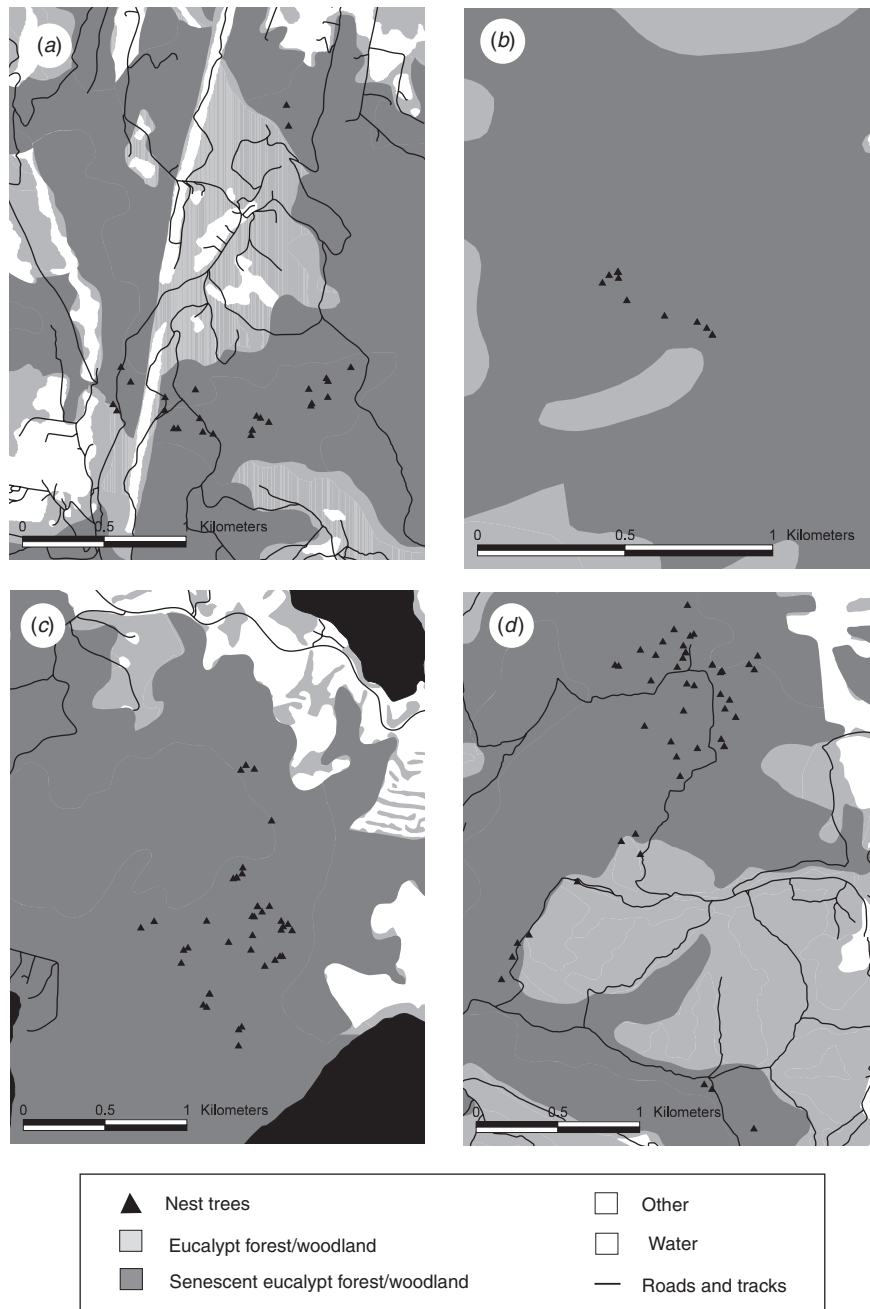 (a)
0 0.5 1 Kilometers
(b)
0 0.5 1 Kilometers
(c)
0 0.5 1 Kilometers
(d)
0 0.5 1 Kilometers
Nest trees
Eucalypt forest/woodland
Senescent eucalypt forest/woodland
Other
Water
Roads and tracks